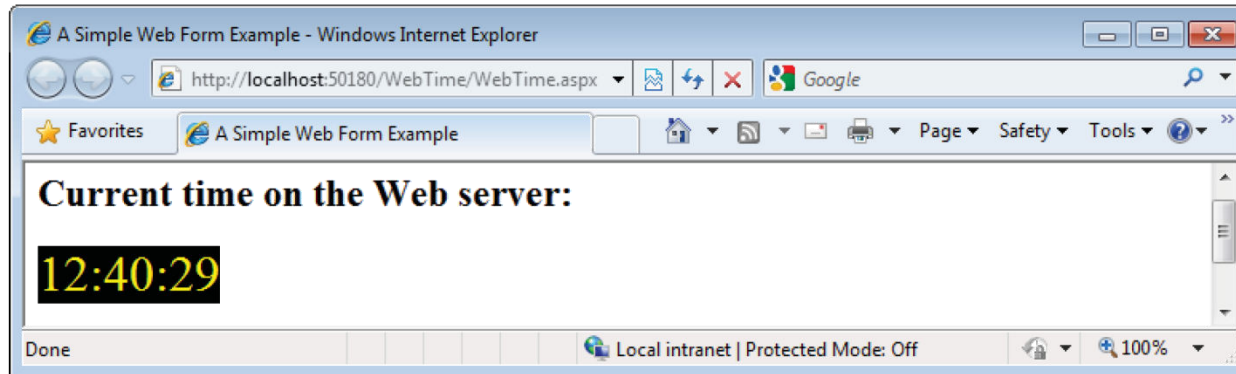 A Simple Web Form Example - Windows Internet Explorer
http://localhost:50180/WebTime/WebTime.aspx Google
Favorites A Simple Web Form Example Page Safety Tools
Current time on the Web server:
12:40:29
Done Local intranet | Protected Mode: Off 100%